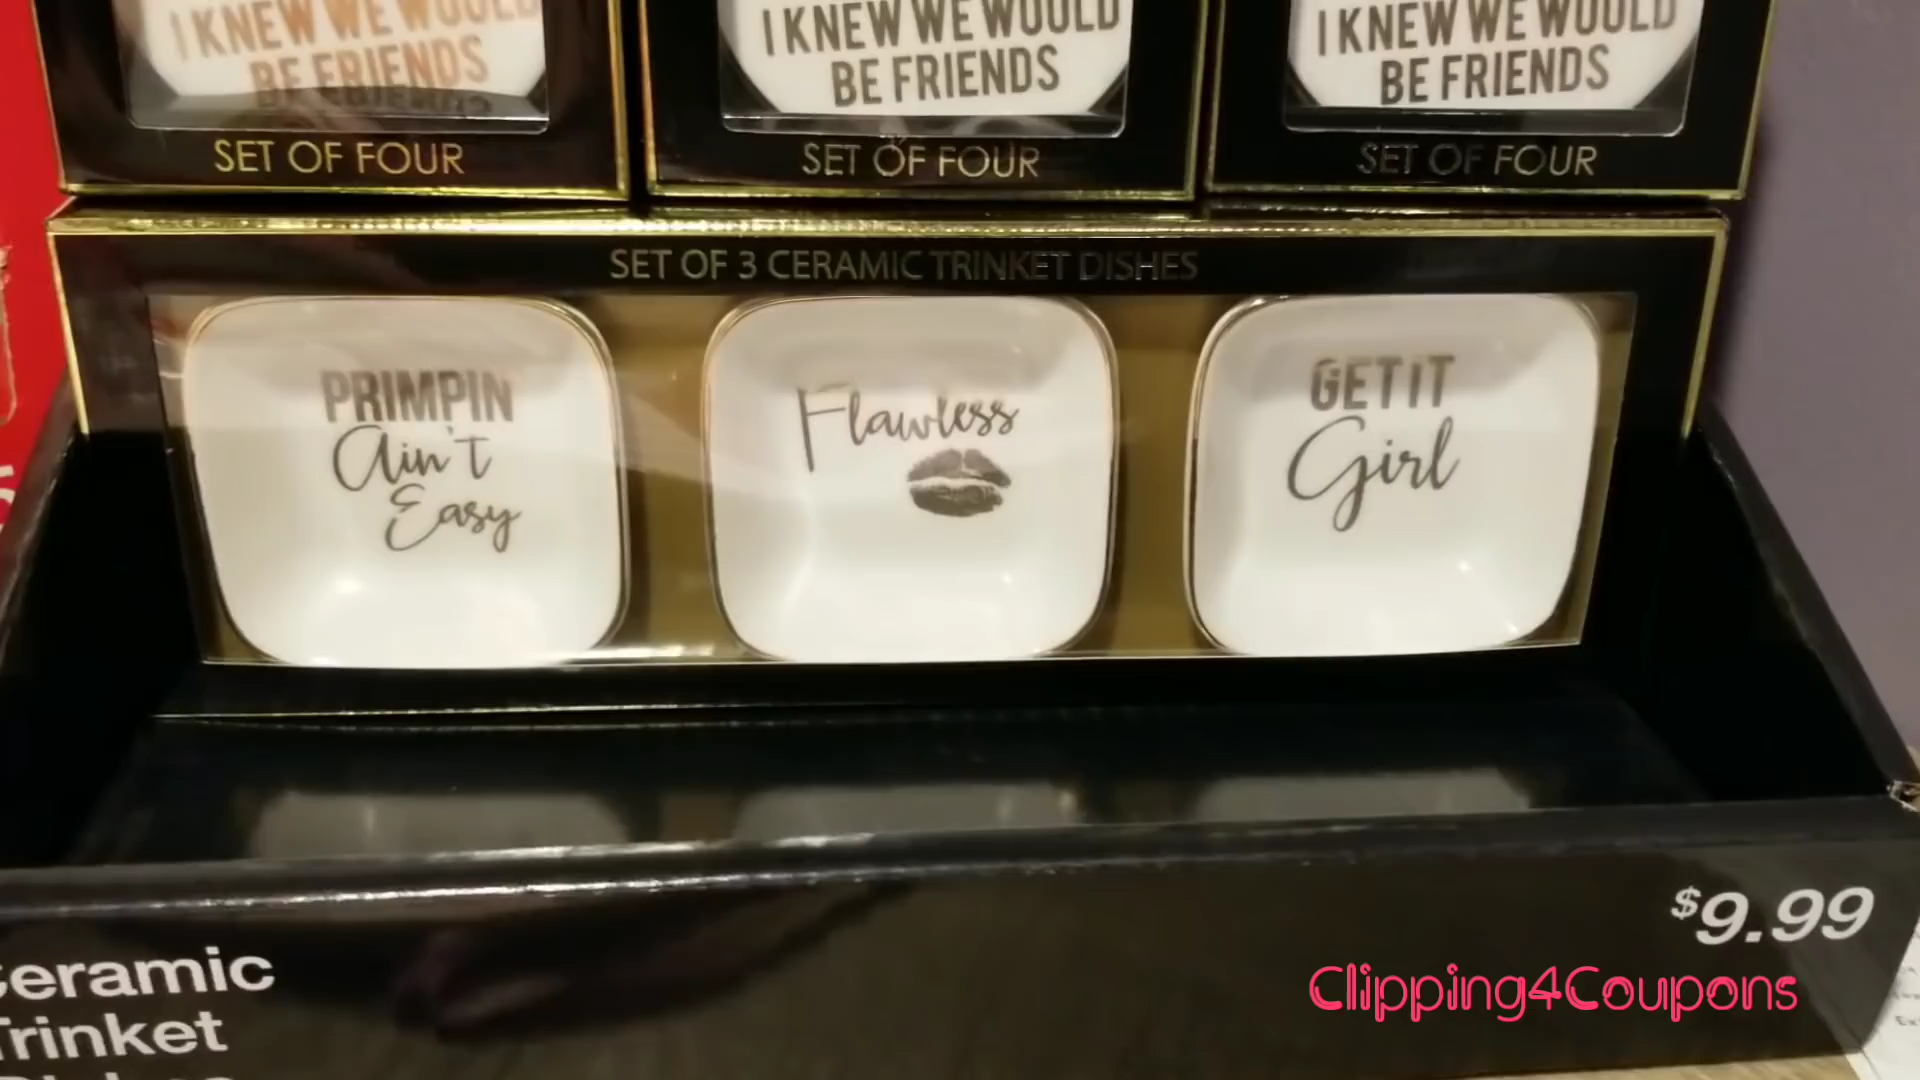 I KNEW WE WOULD
BE FRIENDS
SET OF FOUR
I KNEW WE WOULD
BE FRIENDS
SET OF FOUR
I KNEW WE WOULD
BE FRIENDS
SET OF FOUR
SET OF 3 CERAMIC TRINKET DISHES
PRIMPIN
Ain't
Easy
Flawless
GET IT
Girl
$9.99
Ceramic
Trinket
Clipping4Coupons